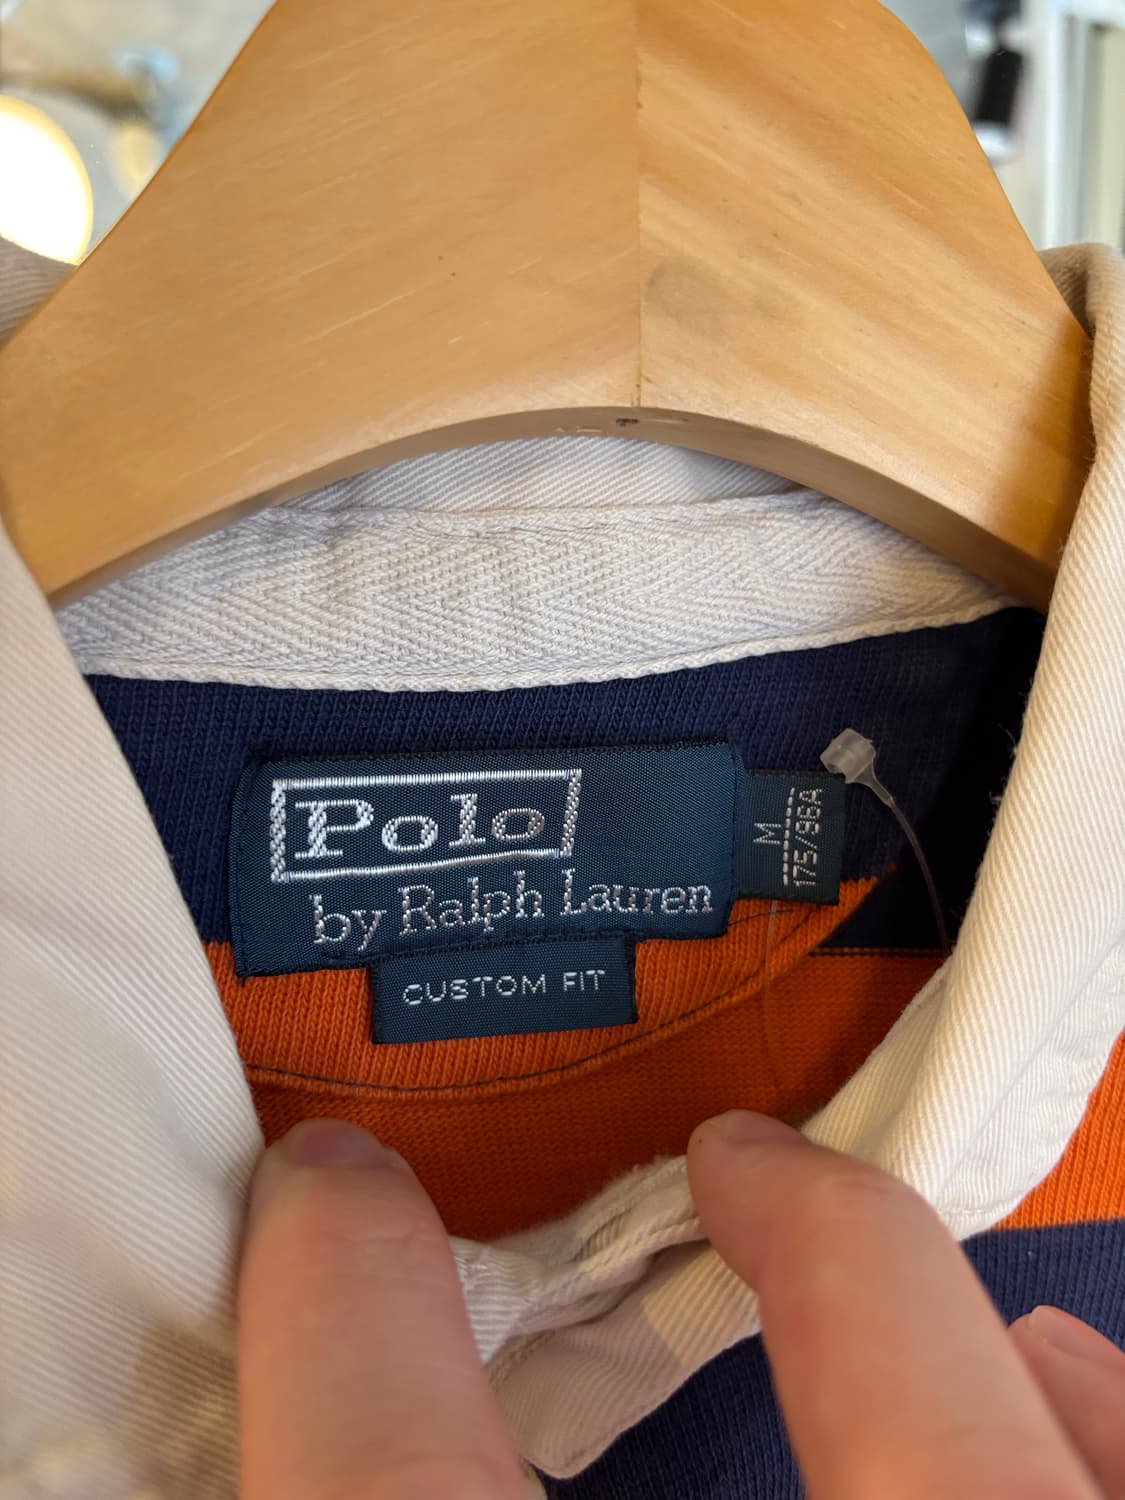 Polo
by Ralph Lauren
M
175/96A
CUSTOM FIT